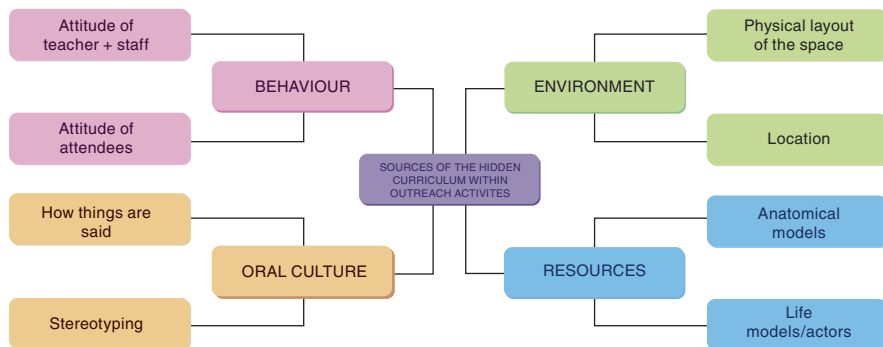 Attitude of
teacher + staff
BEHAVIOUR
Attitude of
attendees
Physical layout
of the space
ENVIRONMENT
Location
SOURCES OF THE HIDDEN
CURRICULUM WITHIN
OUTREACH ACTIVITES
How things are
said
ORAL CULTURE
Stereotyping
Anatomical
models
RESOURCES
Life
models/actors